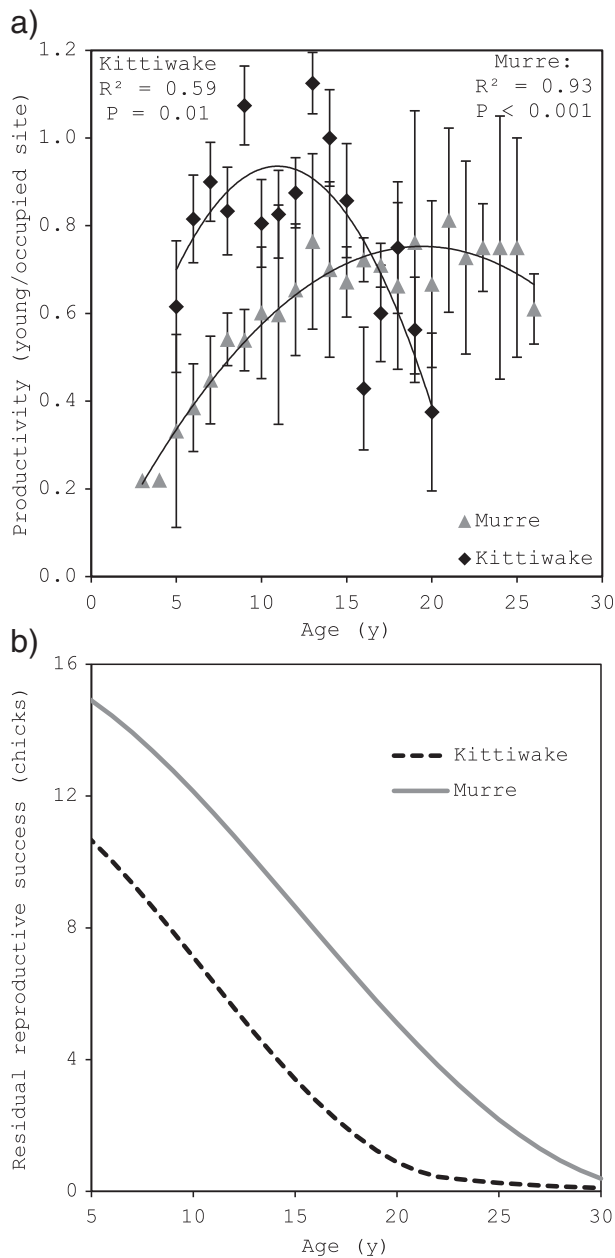 a)
1.2
1.0
0.8
0.6
0.4
0.2
0.0
Productivity (young/occupied site)
Kittiwake
R² = 0.59
P = 0.01
Murre:
R² = 0.93
P < 0.001
Murre
Kittiwake
0 5 10 15 20 25 30
Age (y)
b)
16
12
8
4
0
Residual reproductive success (chicks)
Kittiwake
Murre
5 10 15 20 25 30
Age (y)